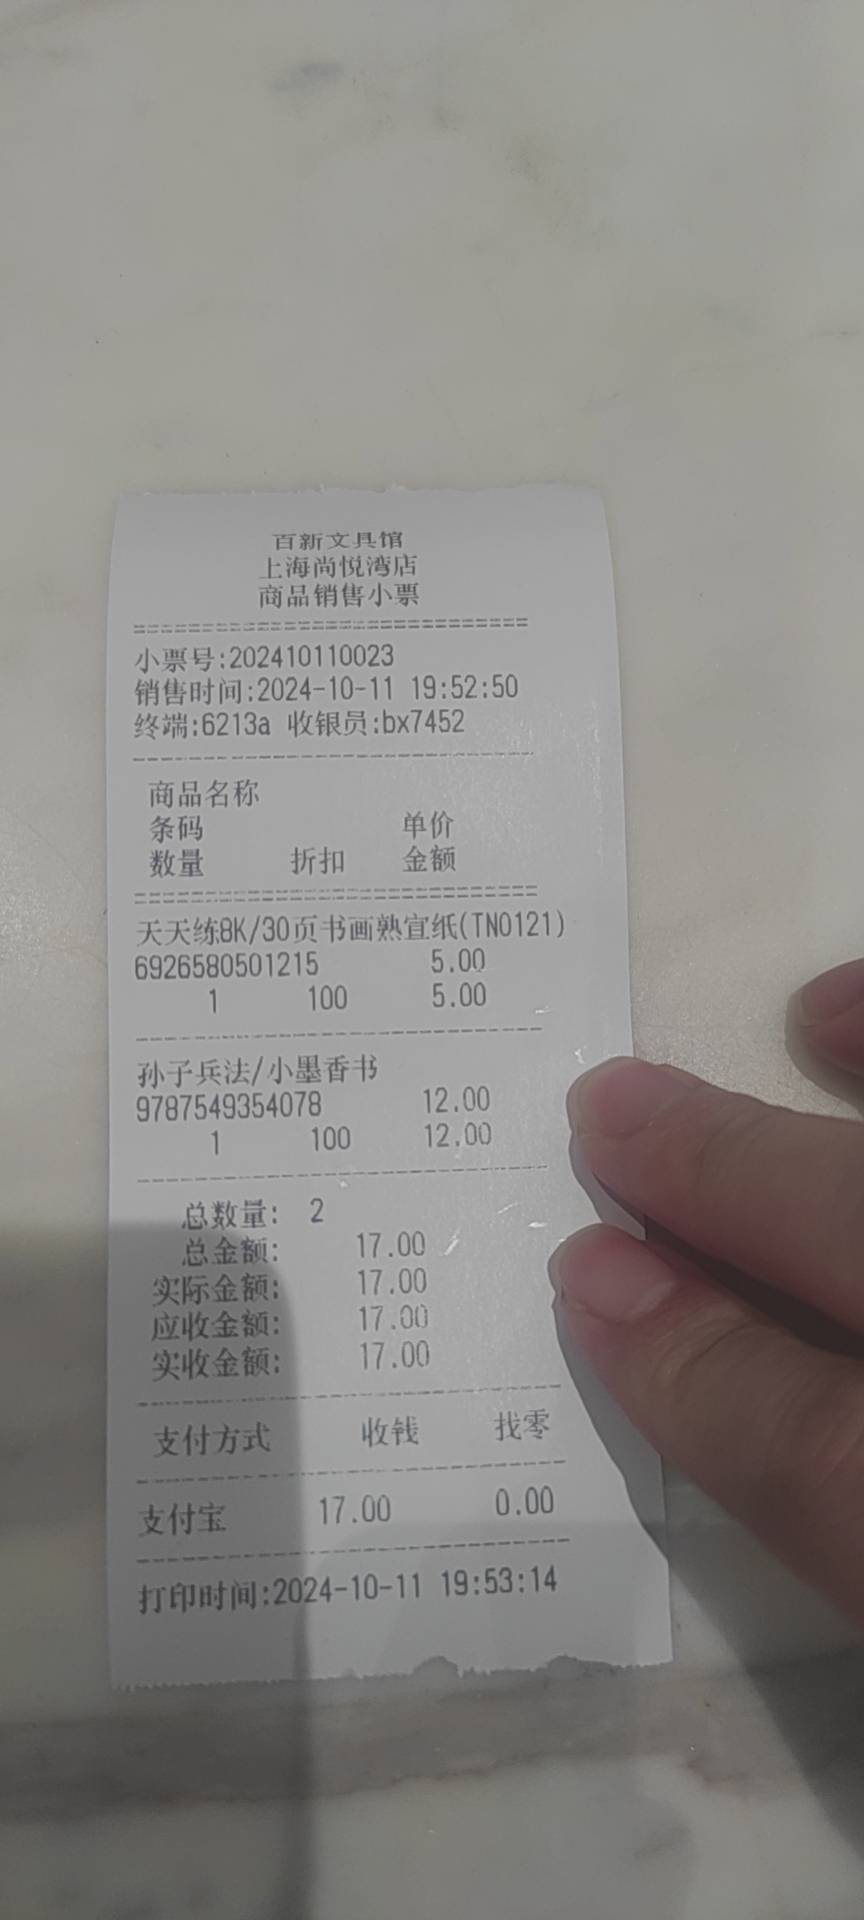 百新文具馆
上海尚悦湾店
商品销售小票
================================
小票号:202410110023
销售时间:2024-10-11 19:52:50
终端:6213a 收银员:bx7452
--------------------------------
商品名称
条码 单价
数量 折扣 金额
================================
天天练8K/30页书画熟宣纸(TN0121)
6926580501215 5.00
1 100 5.00
--------------------------------
孙子兵法/小墨香书
9787549354078 12.00
1 100 12.00
--------------------------------
总数量: 2
总金额: 17.00
实际金额: 17.00
应收金额: 17.00
实收金额: 17.00
--------------------------------
支付方式 收钱 找零
--------------------------------
支付宝 17.00 0.00
--------------------------------
打印时间:2024-10-11 19:53:14